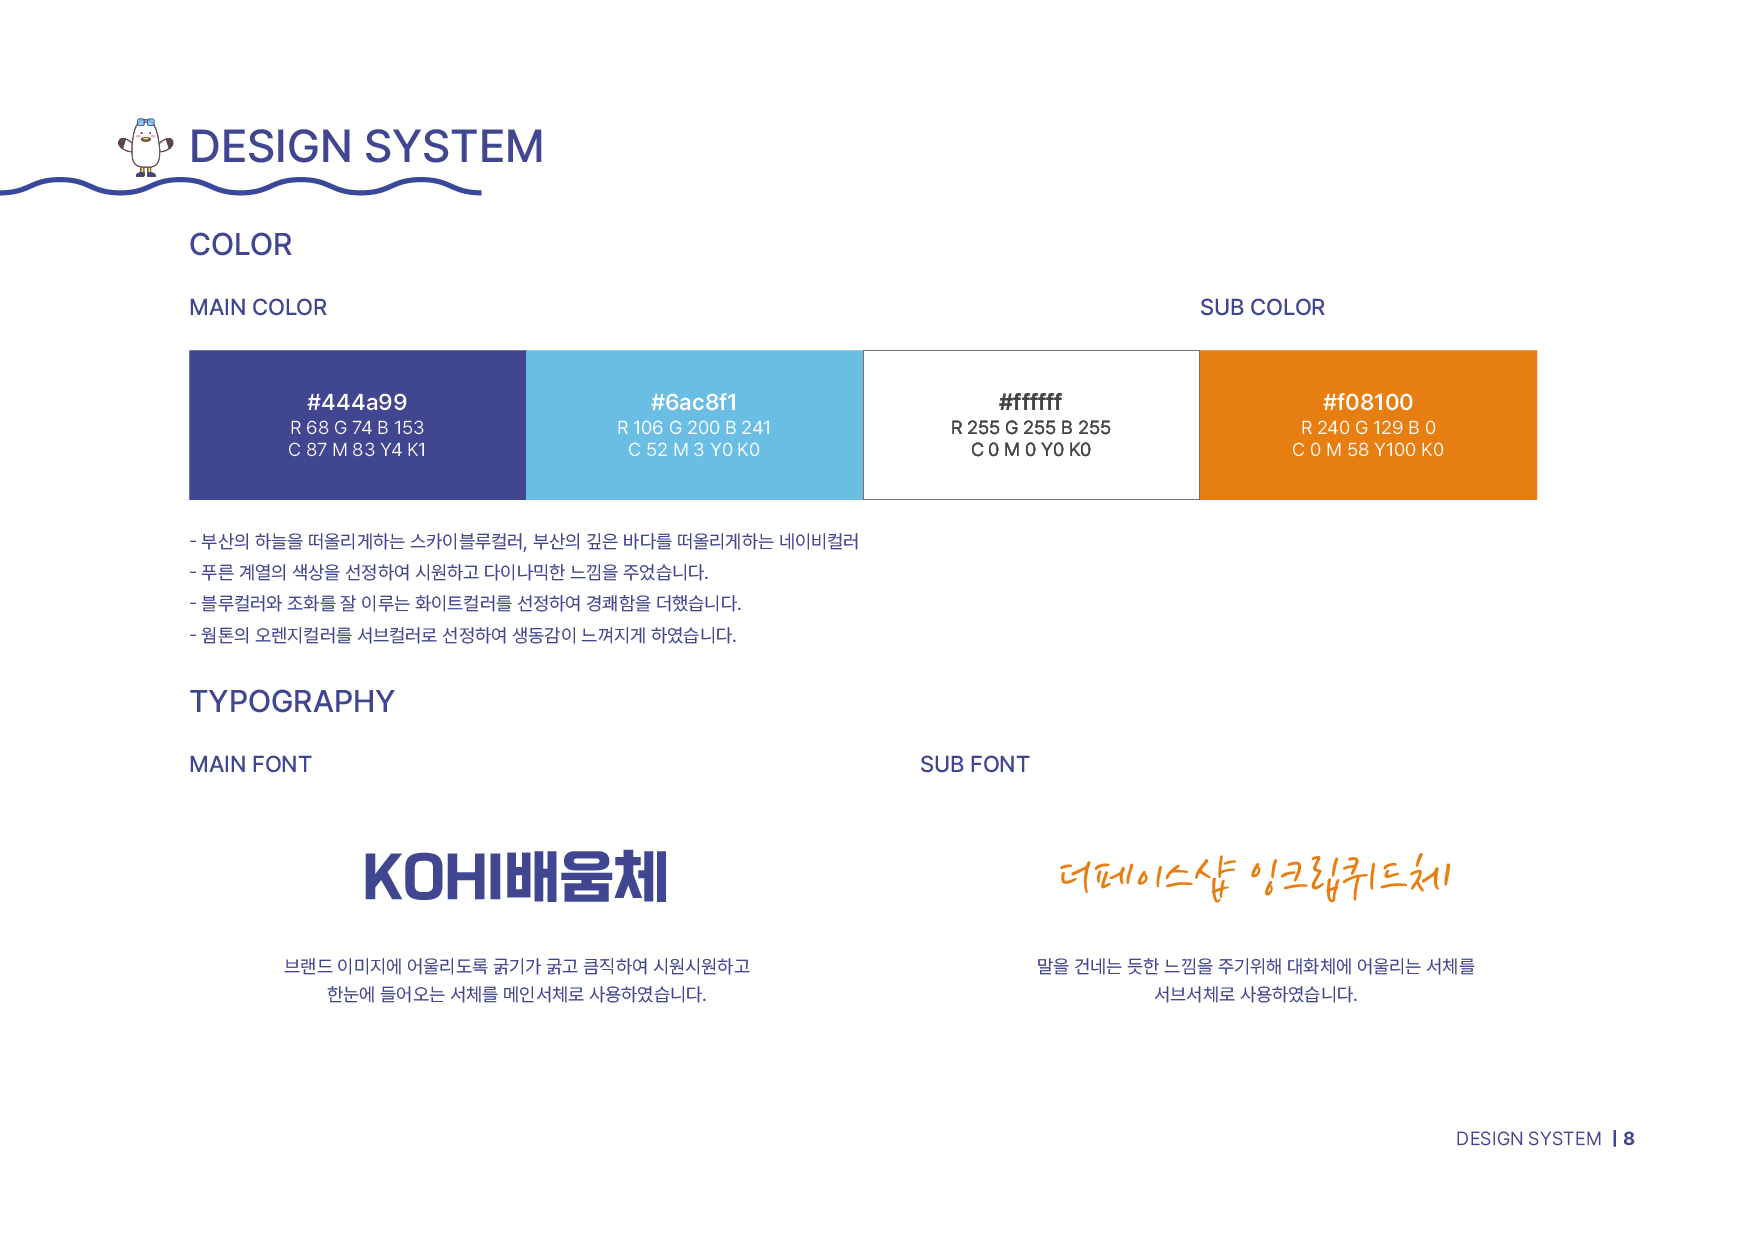 DESIGN SYSTEM
COLOR
MAIN COLOR
SUB COLOR
#444a99
R 68 G 74 B 153
C 87 M 83 Y4 K1
#6ac8f1
R 106 G 200 B 241
C 52 M 3 Y0 K0
#ffffff
R 255 G 255 B 255
C 0 M 0 Y0 K0
#f08100
R 240 G 129 B 0
C 0 M 58 Y100 K0
- 부산의 하늘을 떠올리게하는 스카이블루컬러, 부산의 깊은 바다를 떠올리게하는 네이비컬러
- 푸른 계열의 색상을 선정하여 시원하고 다이나믹한 느낌을 주었습니다.
- 블루컬러와 조화를 잘 이루는 화이트컬러를 선정하여 경쾌함을 더했습니다.
- 웜톤의 오렌지컬러를 서브컬러로 선정하여 생동감이 느껴지게 하였습니다.
TYPOGRAPHY
MAIN FONT
KOHI배움체
브랜드 이미지에 어울리도록 굵기가 굵고 큼직하여 시원시원하고
한눈에 들어오는 서체를 메인서체로 사용하였습니다.
SUB FONT
더페이스샵 잉크립퀴드체
말을 건네는 듯한 느낌을 주기위해 대화체에 어울리는 서체를
서브서체로 사용하였습니다.
DESIGN SYSTEM | 8